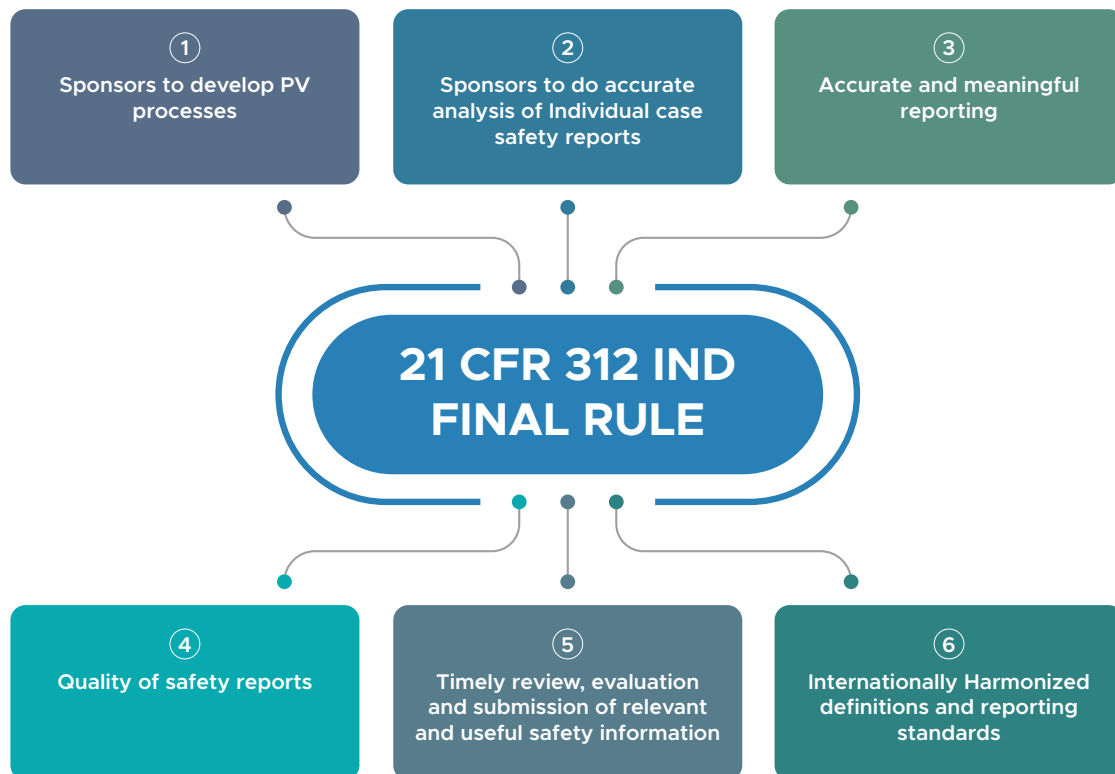 1
Sponsors to develop PV
processes
2
Sponsors to do accurate
analysis of Individual case
safety reports
3
Accurate and meaningful
reporting
21 CFR 312 IND
FINAL RULE
4
Quality of safety reports
5
Timely review, evaluation
and submission of relevant
and useful safety information
6
Internationally Harmonized
definitions and reporting
standards